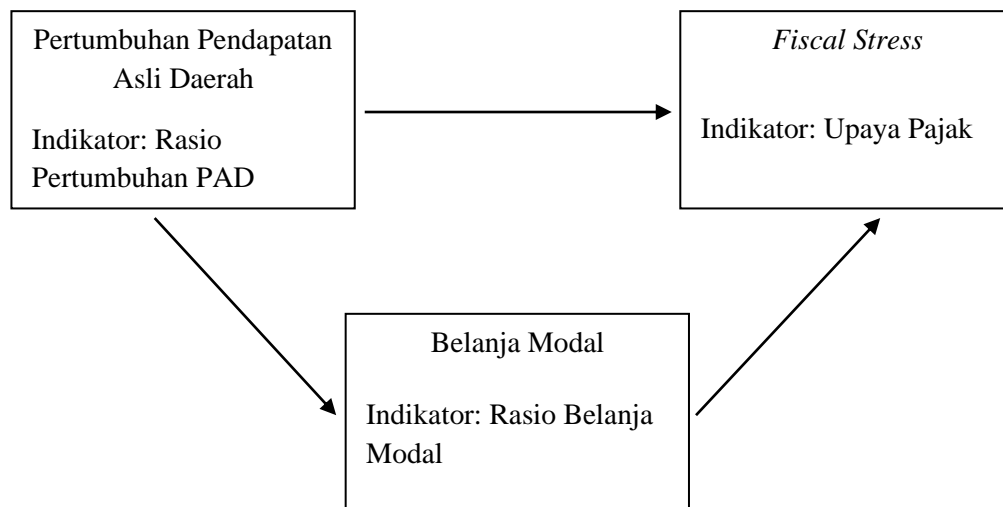 Pertumbuhan Pendapatan
Asli Daerah
Indikator: Rasio
Pertumbuhan PAD
Fiscal Stress
Indikator: Upaya Pajak
Belanja Modal
Indikator: Rasio Belanja
Modal